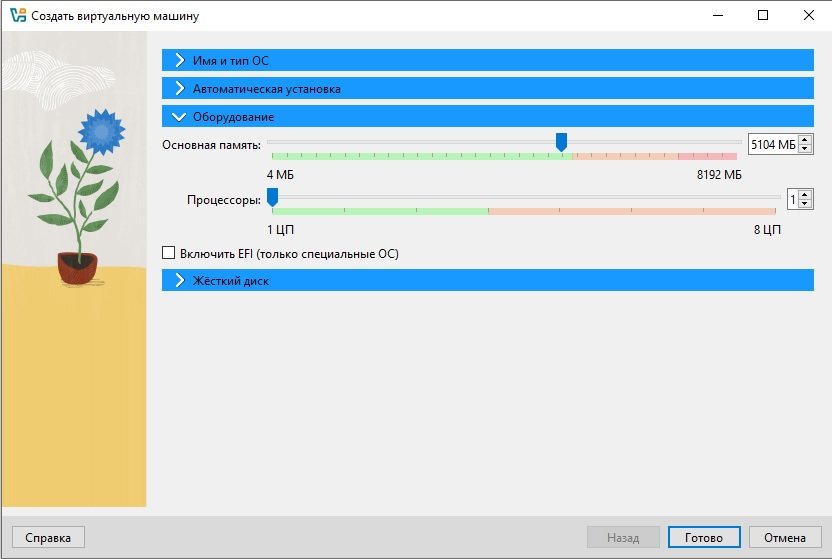 Создать виртуальную машину
Имя и тип ОС
Автоматическая установка
Оборудование
Основная память: 5104 МБ
4 МБ 8192 МБ
Процессоры: 1
1 ЦП 8 ЦП
Включить EFI (только специальные ОС)
Жёсткий диск
Справка Назад Готово Отмена